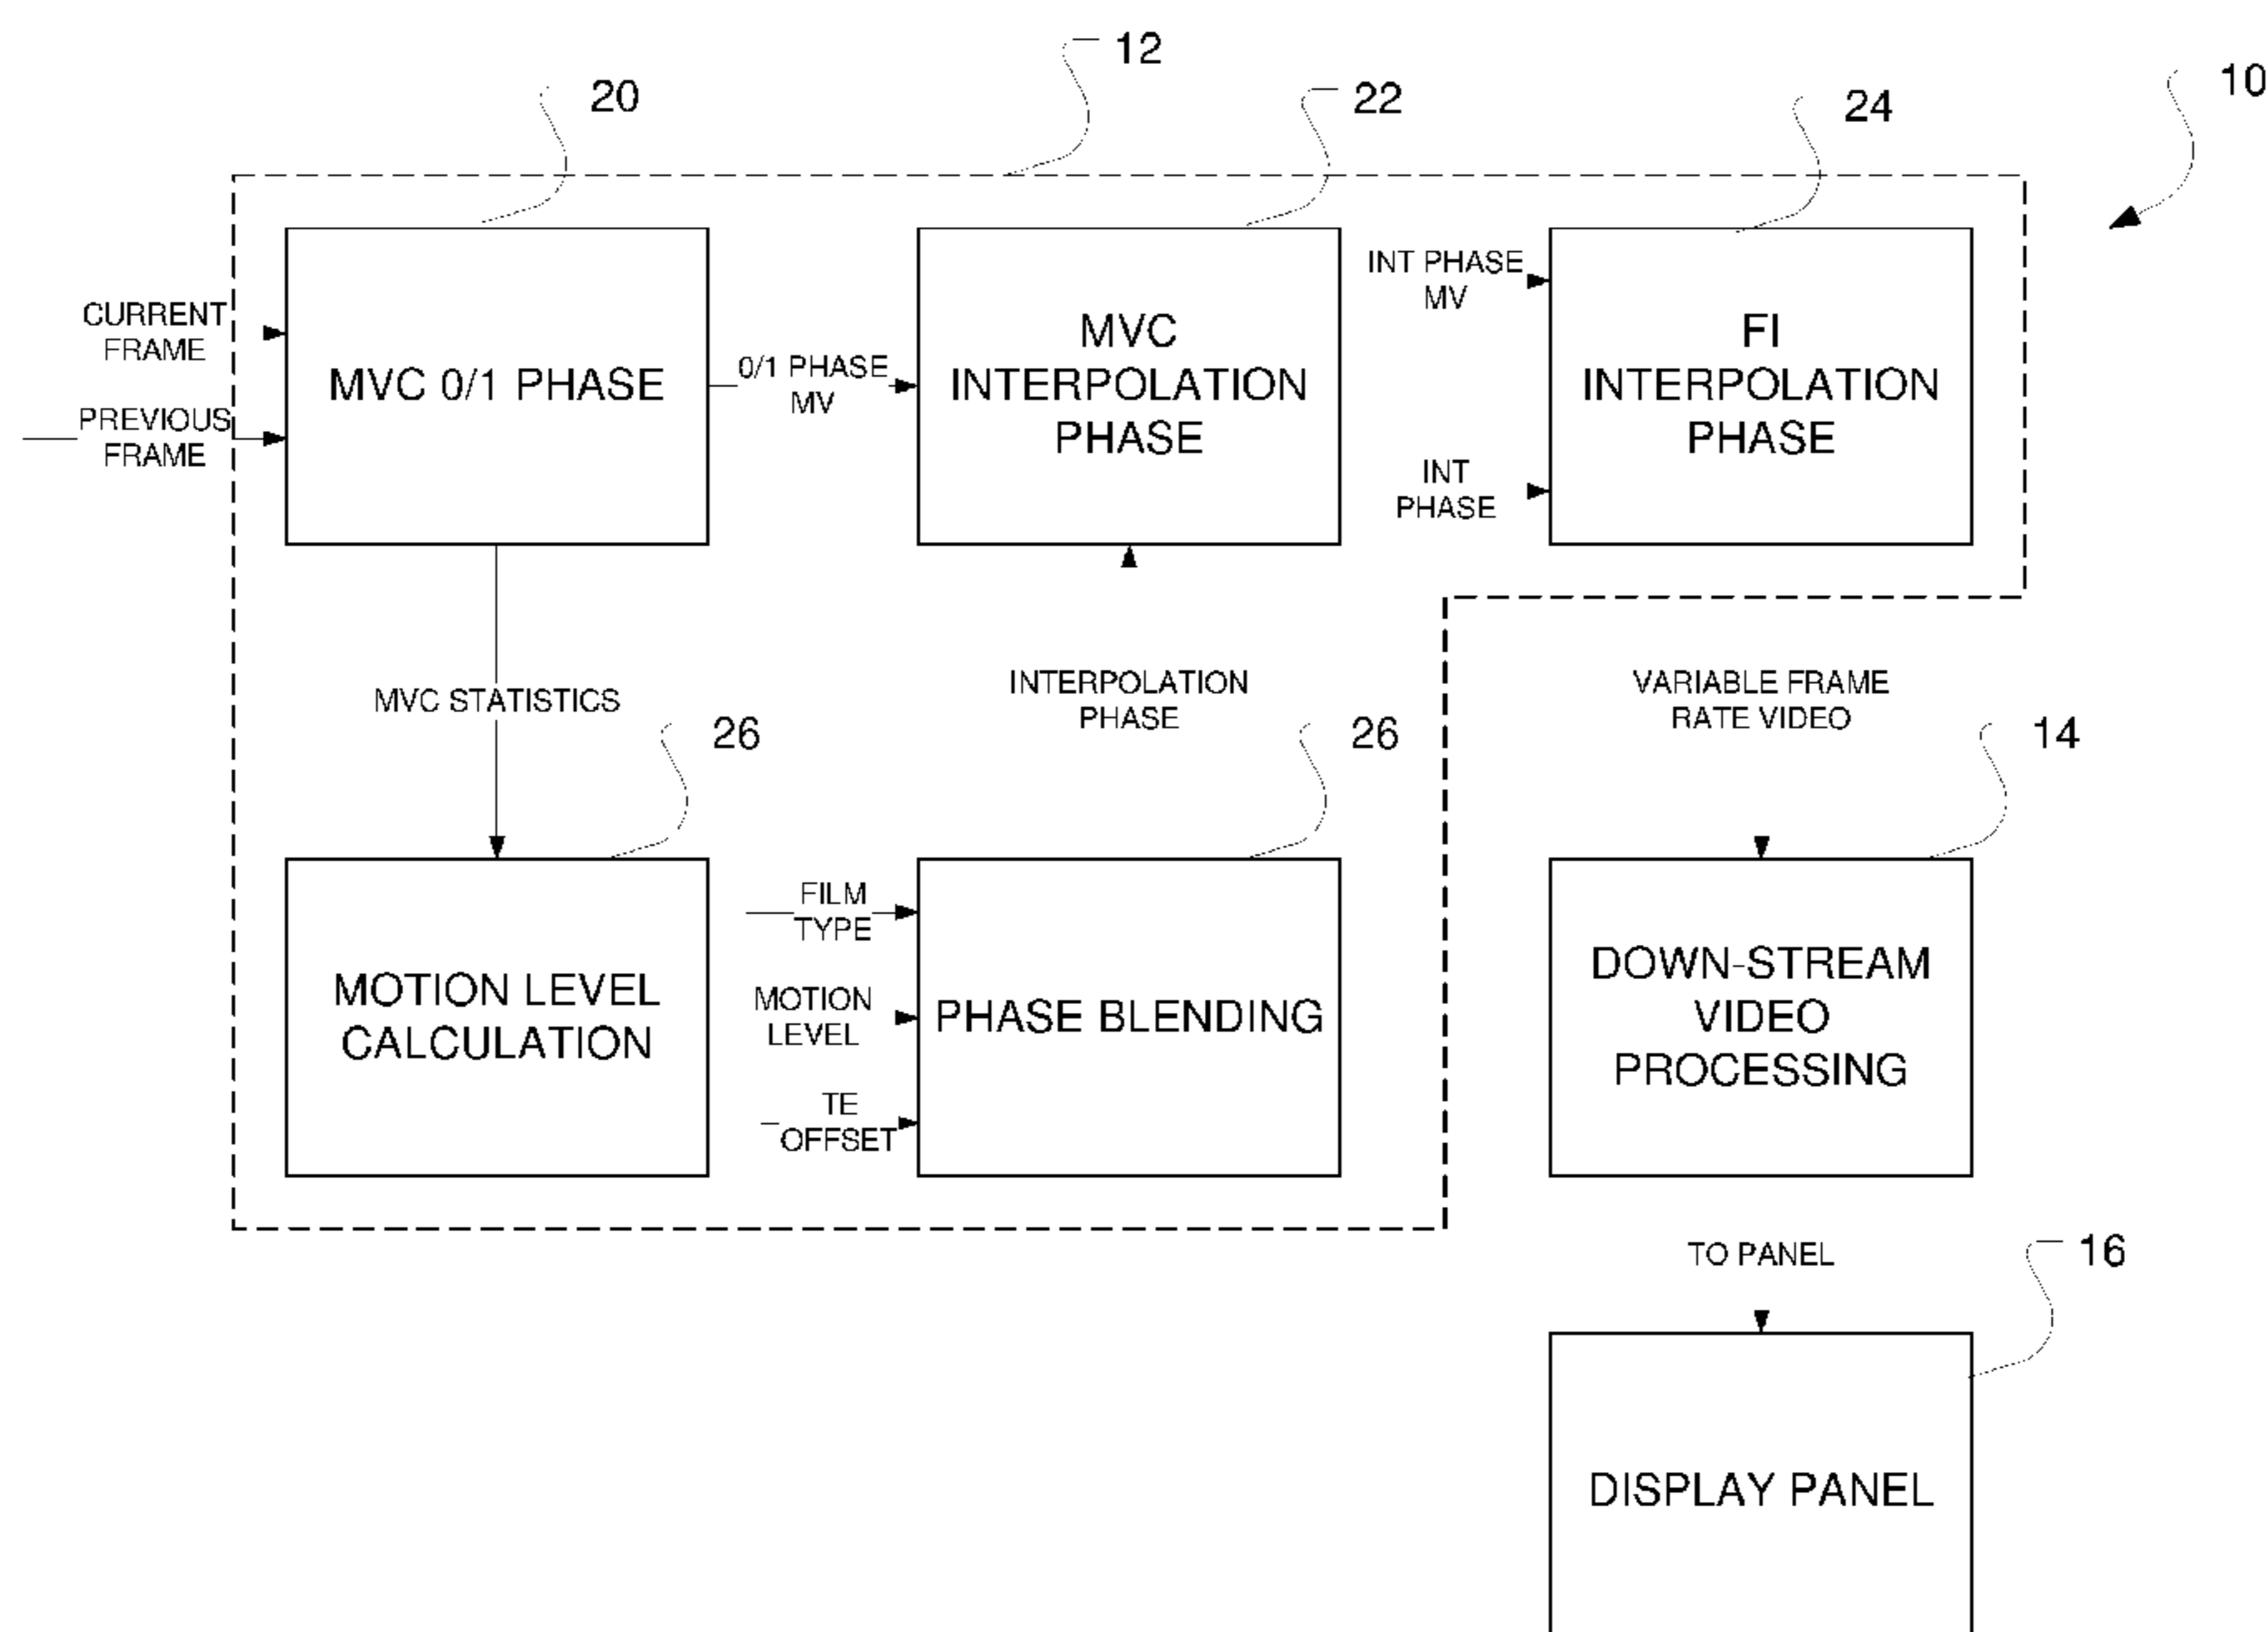 12
10
20
22
24
CURRENT
FRAME
PREVIOUS
FRAME
MVC 0/1 PHASE
0/1 PHASE
MV
MVC
INTERPOLATION
PHASE
INT PHASE
MV
INT
PHASE
FI
INTERPOLATION
PHASE
MVC STATISTICS
INTERPOLATION
PHASE
VARIABLE FRAME
RATE VIDEO
26
26
14
MOTION LEVEL
CALCULATION
FILM
TYPE
MOTION
LEVEL
TE
OFFSET
PHASE BLENDING
DOWN-STREAM
VIDEO
PROCESSING
TO PANEL
16
DISPLAY PANEL